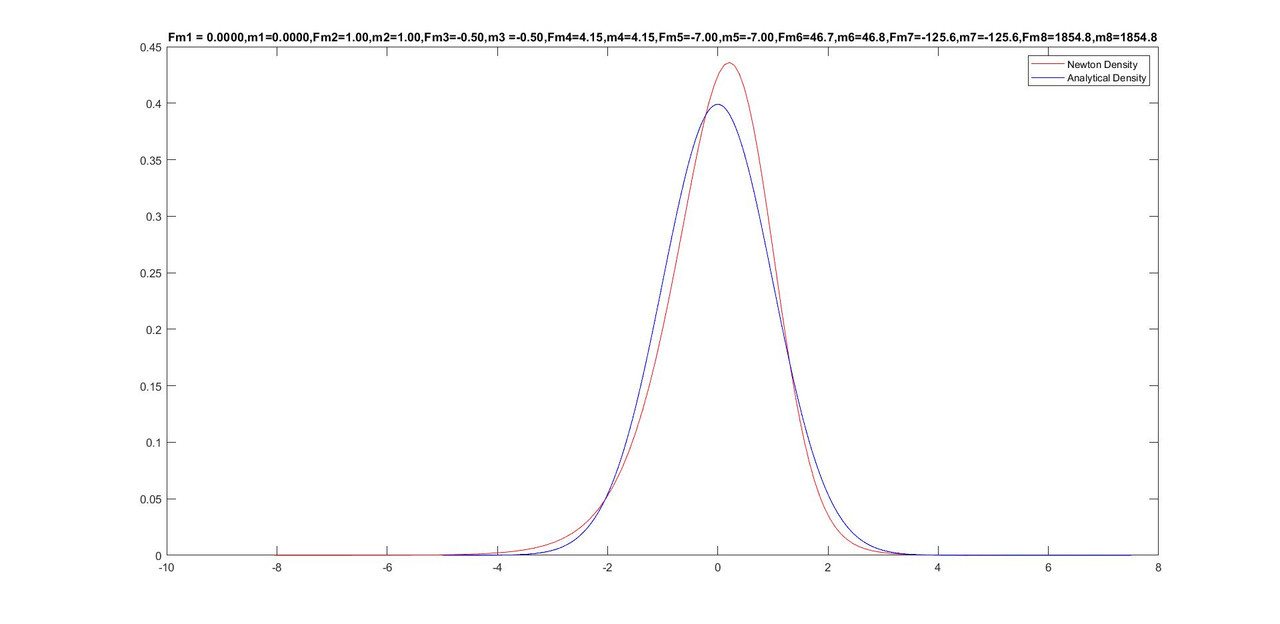 Fm1 = 0.0000,m1=0.0000,Fm2=1.00,m2=1.00,Fm3=-0.50,m3 =-0.50,Fm4=4.15,m4=4.15,Fm5=-7.00,m5=-7.00,Fm6=46.7,m6=46.8,Fm7=-125.6,m7=-125.6,Fm8=1854.8,m8=1854.8
0.45
Newton Density
Analytical Density
0.4
0.35
0.3
0.25
0.2
0.15
0.1
0.05
0
-10 -8 -6 -4 -2 0 2 4 6 8